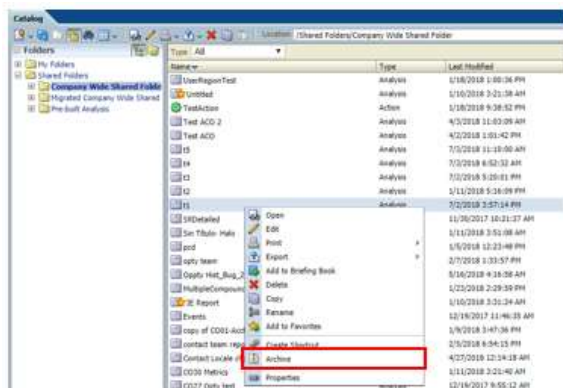 Catalog
Location /Shared Folders/Company Wide Shared Folder
Folders
Type All
My Folders
Shared Folders
Company Wide Shared Folde
Migrated Company Wide Shared
Pre-built Analysis
Name Type Last Modified
UserRegionTest Analysis 1/18/2018 1:00:36 PM
Untitled Analysis 1/10/2018 3:21:38 AM
TestAction Action 1/18/2018 9:38:52 PM
Test ACO 2 Analysis 4/3/2018 11:03:09 AM
Test ACO Analysis 4/2/2018 1:01:42 PM
t5 Analysis 7/3/2018 11:10:00 AM
t4 Analysis 7/3/2018 6:52:32 AM
t3 Analysis 7/2/2018 5:20:01 PM
t2 Analysis 1/11/2018 5:16:09 PM
t1 Analysis 7/2/2018 3:57:14 PM
SRDetailed 11/30/2017 10:21:37 AM
Sin Título- Halo 1/11/2018 3:51:08 AM
prd 1/5/2018 12:23:48 PM
opty team 2/7/2018 1:33:57 PM
Oppty Hist_Bug_2 5/16/2018 4:16:58 AM
MultipleCompoun 1/23/2018 2:29:59 PM
IE Report 1/10/2018 3:31:24 AM
Events 12/19/2017 11:46:35 AM
copy of CO01-Acc 1/9/2018 3:47:36 PM
contact team repo 2/5/2018 6:54:15 PM
Contact Locale 4/27/2018 12:14:18 AM
CO30 Metrics 1/11/2018 3:21:40 AM
CO27 Opty test 12/19/2017 9:55:12 AM
Open
Edit
Print
Export
Add to Briefing Book
Delete
Copy
Rename
Add to Favorites
Create Shortcut
Archive
Properties